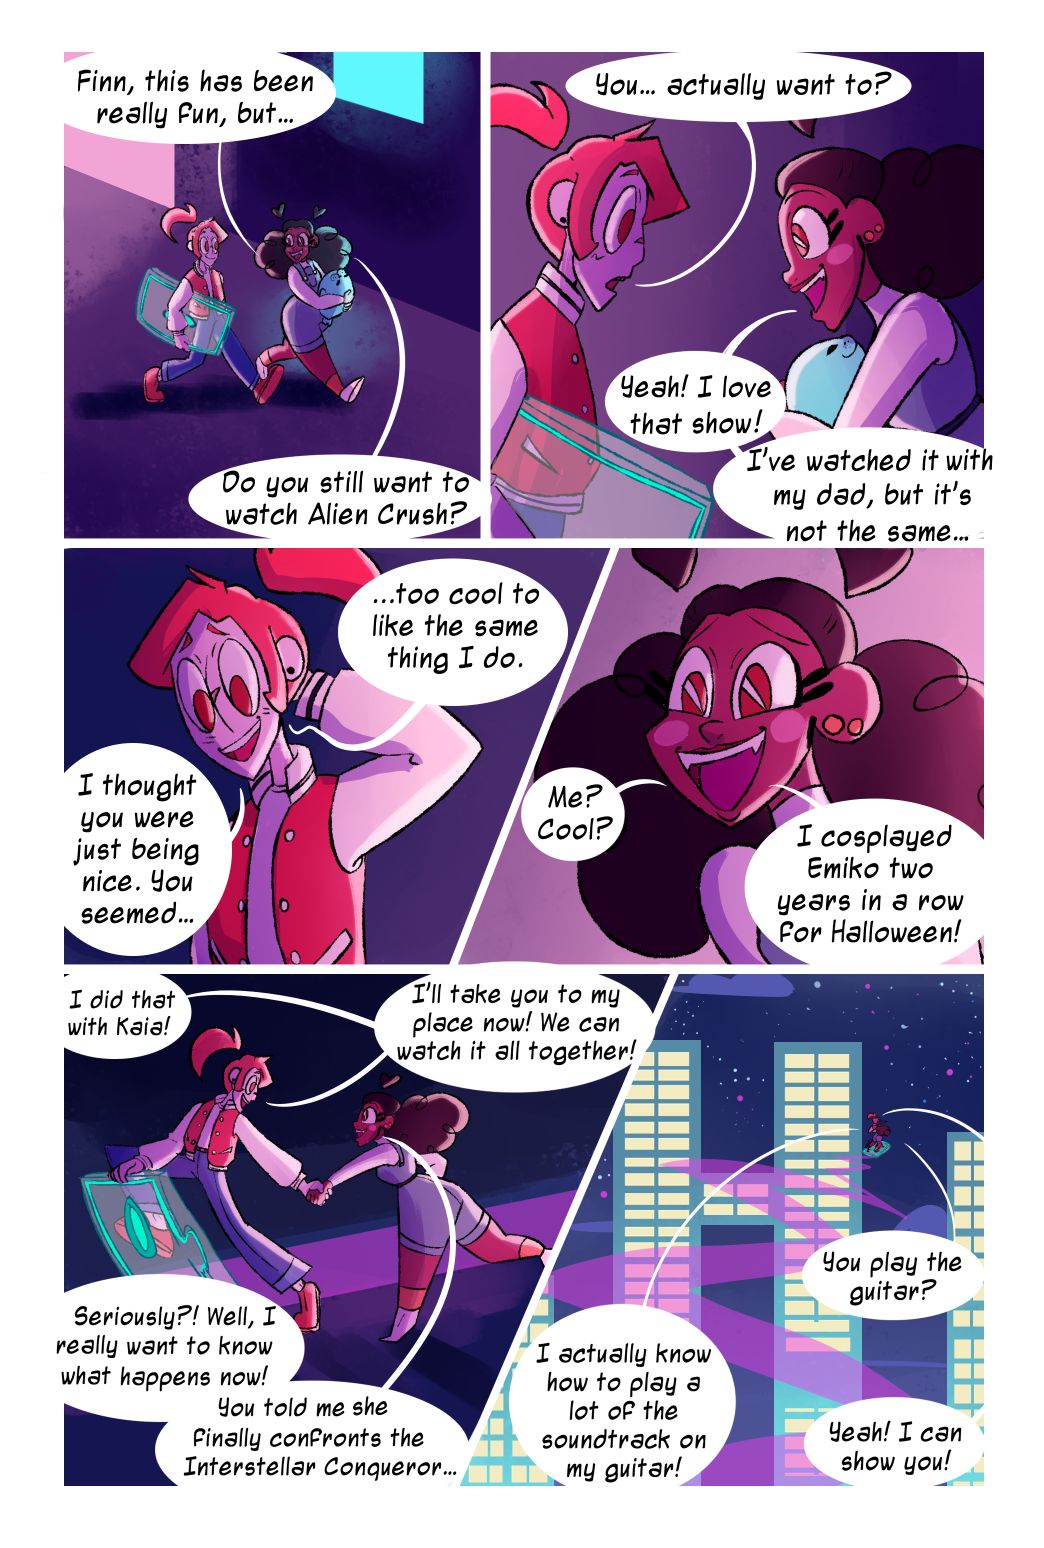 Finn, this has been
really fun, but...
Do you still want to
watch Alien Crush?
You... actually want to?
Yeah! I love
that show!
I've watched it with
my dad, but it's
not the same...
I thought
you were
just being
nice. You
seemed...
...too cool to
like the same
thing I do.
Me?
Cool?
I cosplayed
Emiko two
years in a row
for Halloween!
I did that
with Kaia!
I'll take you to my
place now! We can
watch it all together!
Seriously?! Well, I
really want to know
what happens now!
You told me she
finally confronts the
Interstellar Conqueror...
I actually know
how to play a
lot of the
soundtrack on
my guitar!
You play the
guitar?
Yeah! I can
show you!